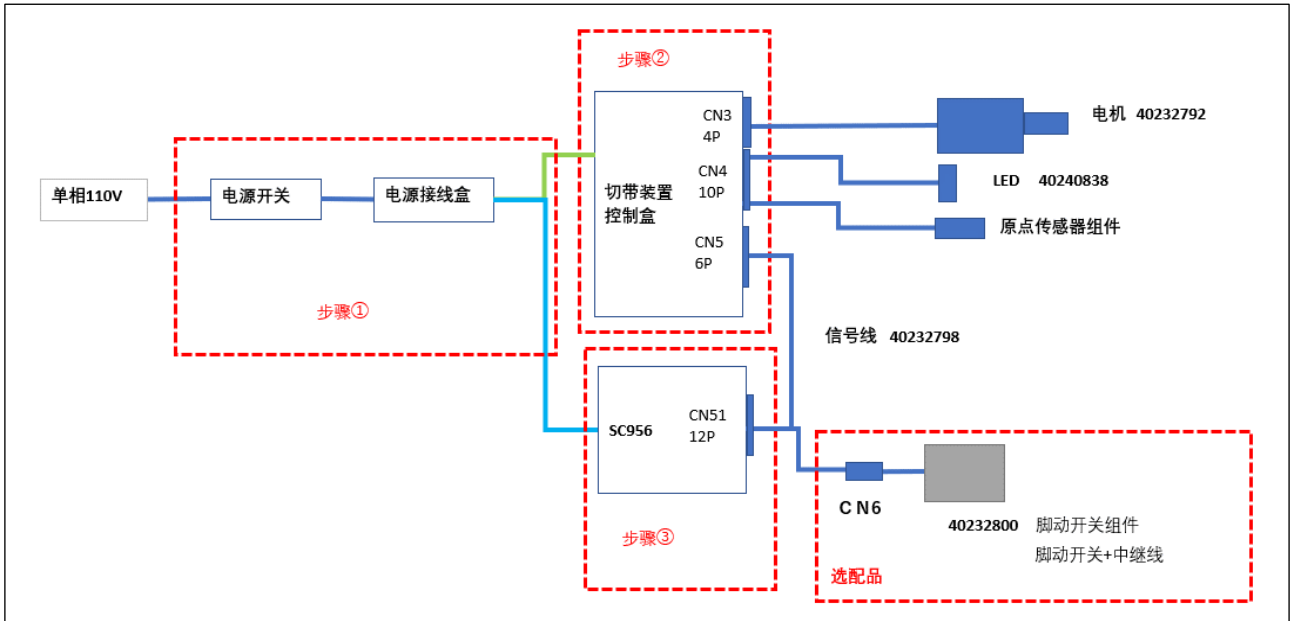 步骤②
CN3
4P
电机 40232792
CN4
10P
单相110V
电源开关
电源接线盒
切带装置
控制盒
LED 40240838
原点传感器组件
CN5
6P
步骤①
信号线 40232798
SC956
CN51
12P
CN6
步骤③
40232800 脚动开关组件
脚动开关+中继线
选配品